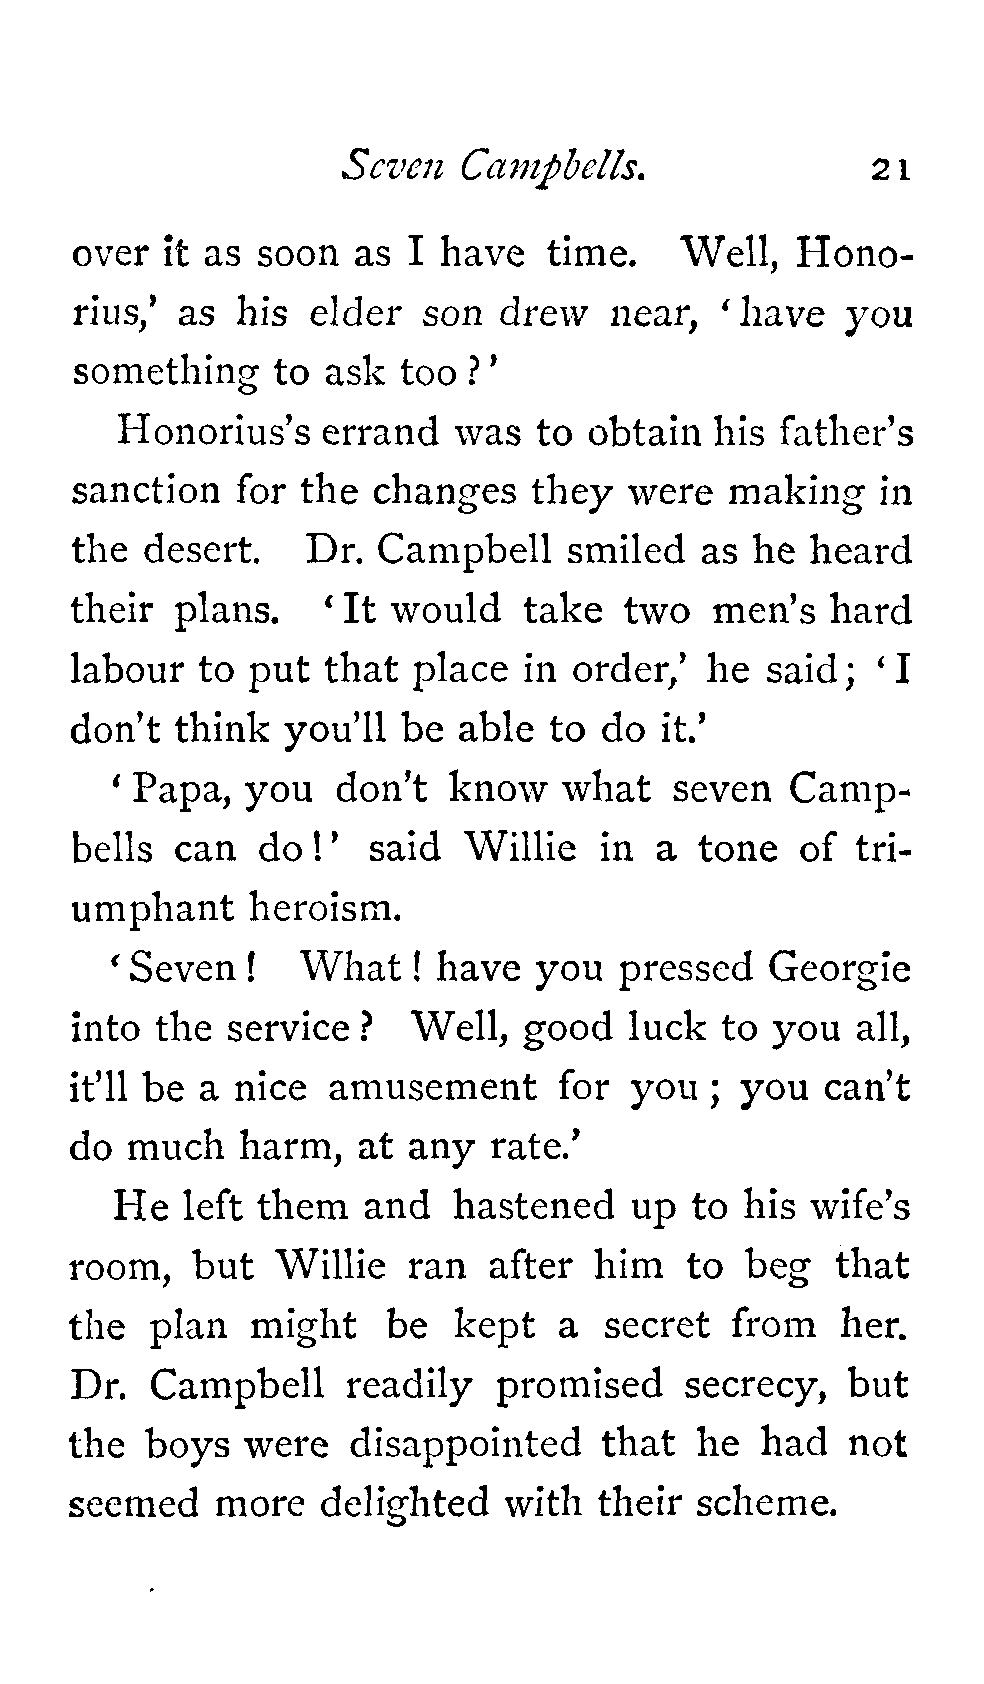 Seven Campbells. 21
over it as soon as I have time. Well, Hono-
rius,' as his elder son drew near, 'have you
something to ask too?'
Honorius's errand was to obtain his father's
sanction for the changes they were making in
the desert. Dr. Campbell smiled as he heard
their plans. 'It would take two men's hard
labour to put that place in order,' he said; 'I
don't think you'll be able to do it.'
'Papa, you don't know what seven Camp-
bells can do!' said Willie in a tone of tri-
umphant heroism.
'Seven! What! have you pressed Georgie
into the service? Well, good luck to you all,
it'll be a nice amusement for you; you can't
do much harm, at any rate.'
He left them and hastened up to his wife's
room, but Willie ran after him to beg that
the plan might be kept a secret from her.
Dr. Campbell readily promised secrecy, but
the boys were disappointed that he had not
seemed more delighted with their scheme.